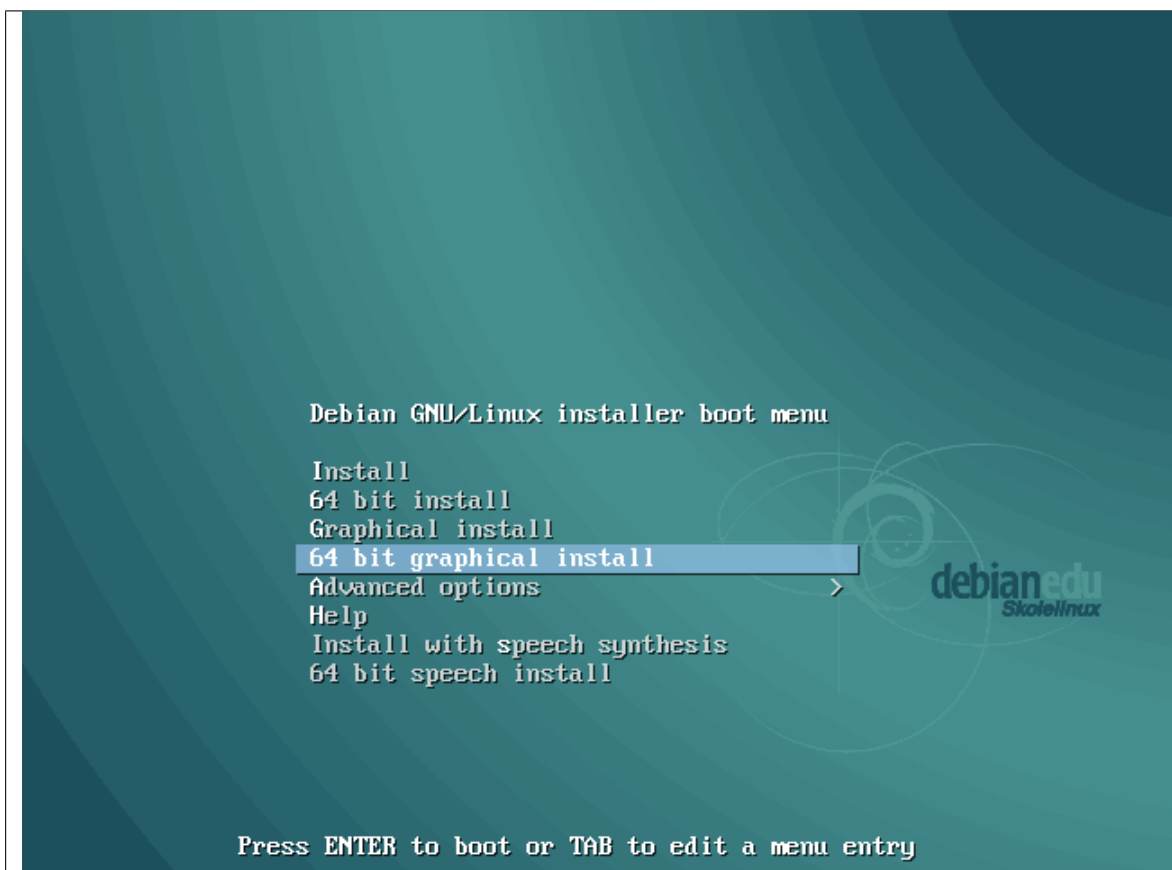 Debian GNU/Linux installer boot menu
Install
64 bit install
Graphical install
64 bit graphical install
Advanced options >
Help
Install with speech synthesis
64 bit speech install
debianedu
Skolelinux
Press ENTER to boot or TAB to edit a menu entry